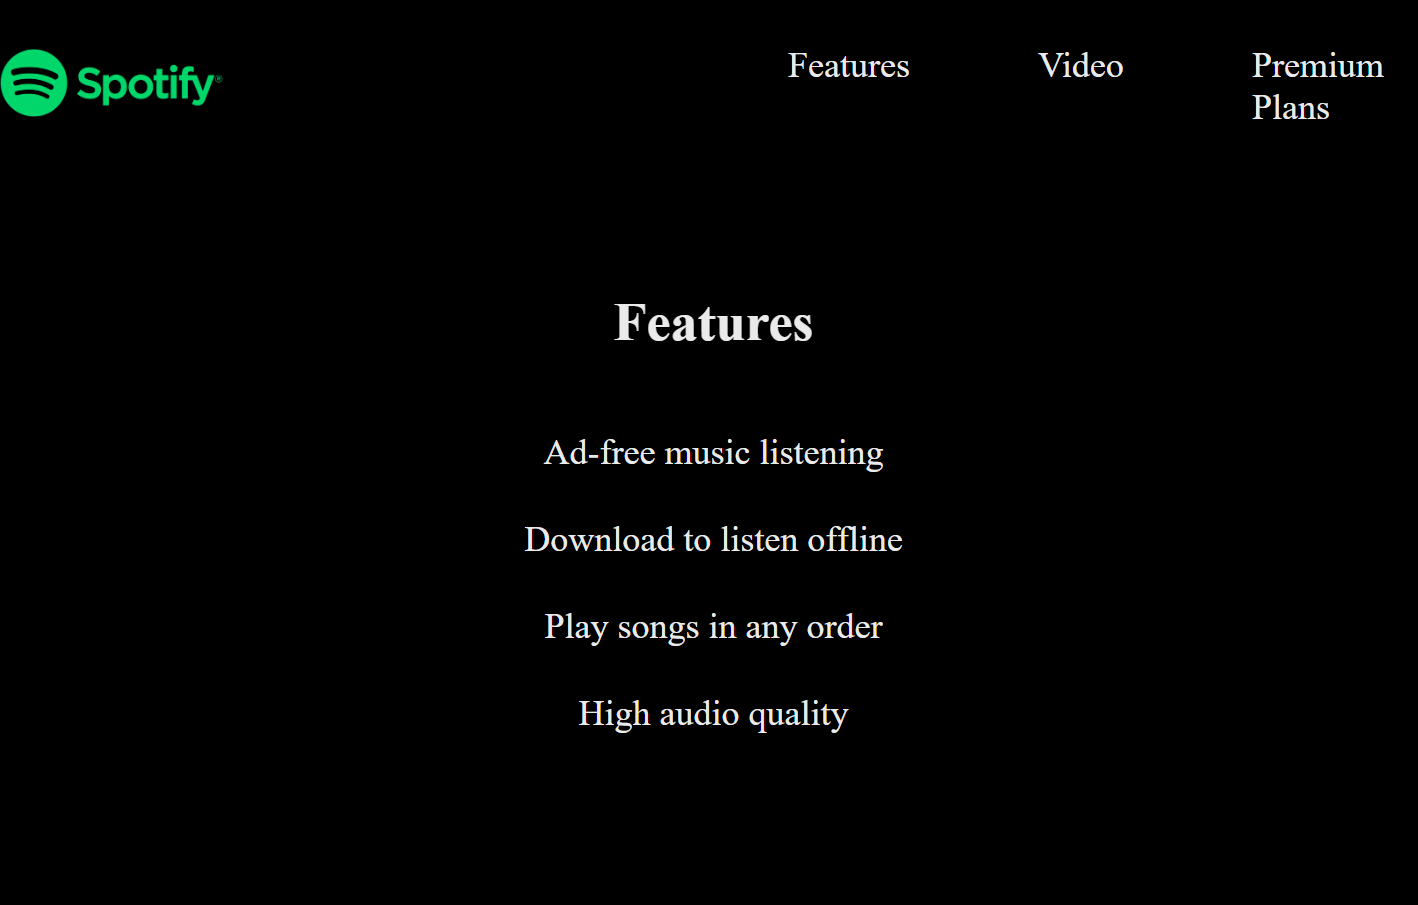 Spotify®
Features
Video
Premium
Plans
Features
Ad-free music listening
Download to listen offline
Play songs in any order
High audio quality